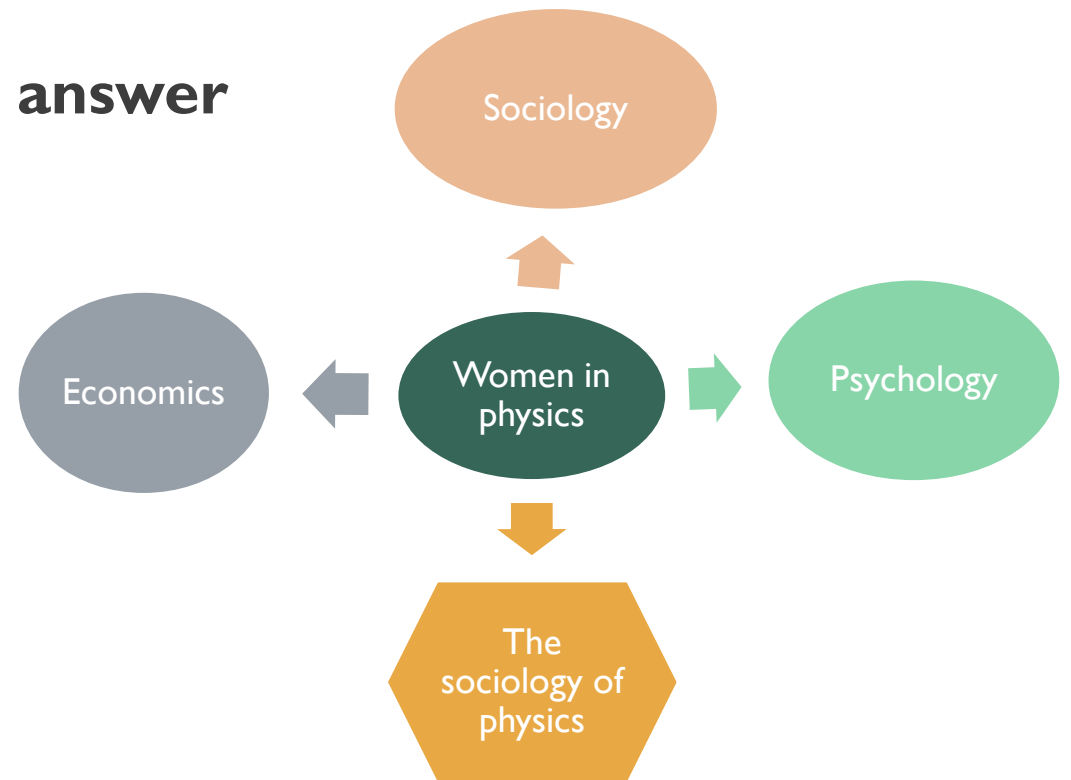 answer
Sociology
Economics
Women in
physics
Psychology
The
sociology of
physics